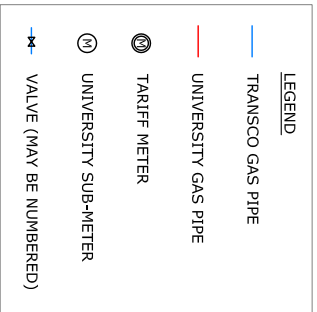 LEGEND
TRANSCO GAS PIPE
UNIVERSITY GAS PIPE
M TARIFF METER
M UNIVERSITY SUB-METER
VALVE (MAY BE NUMBERED)